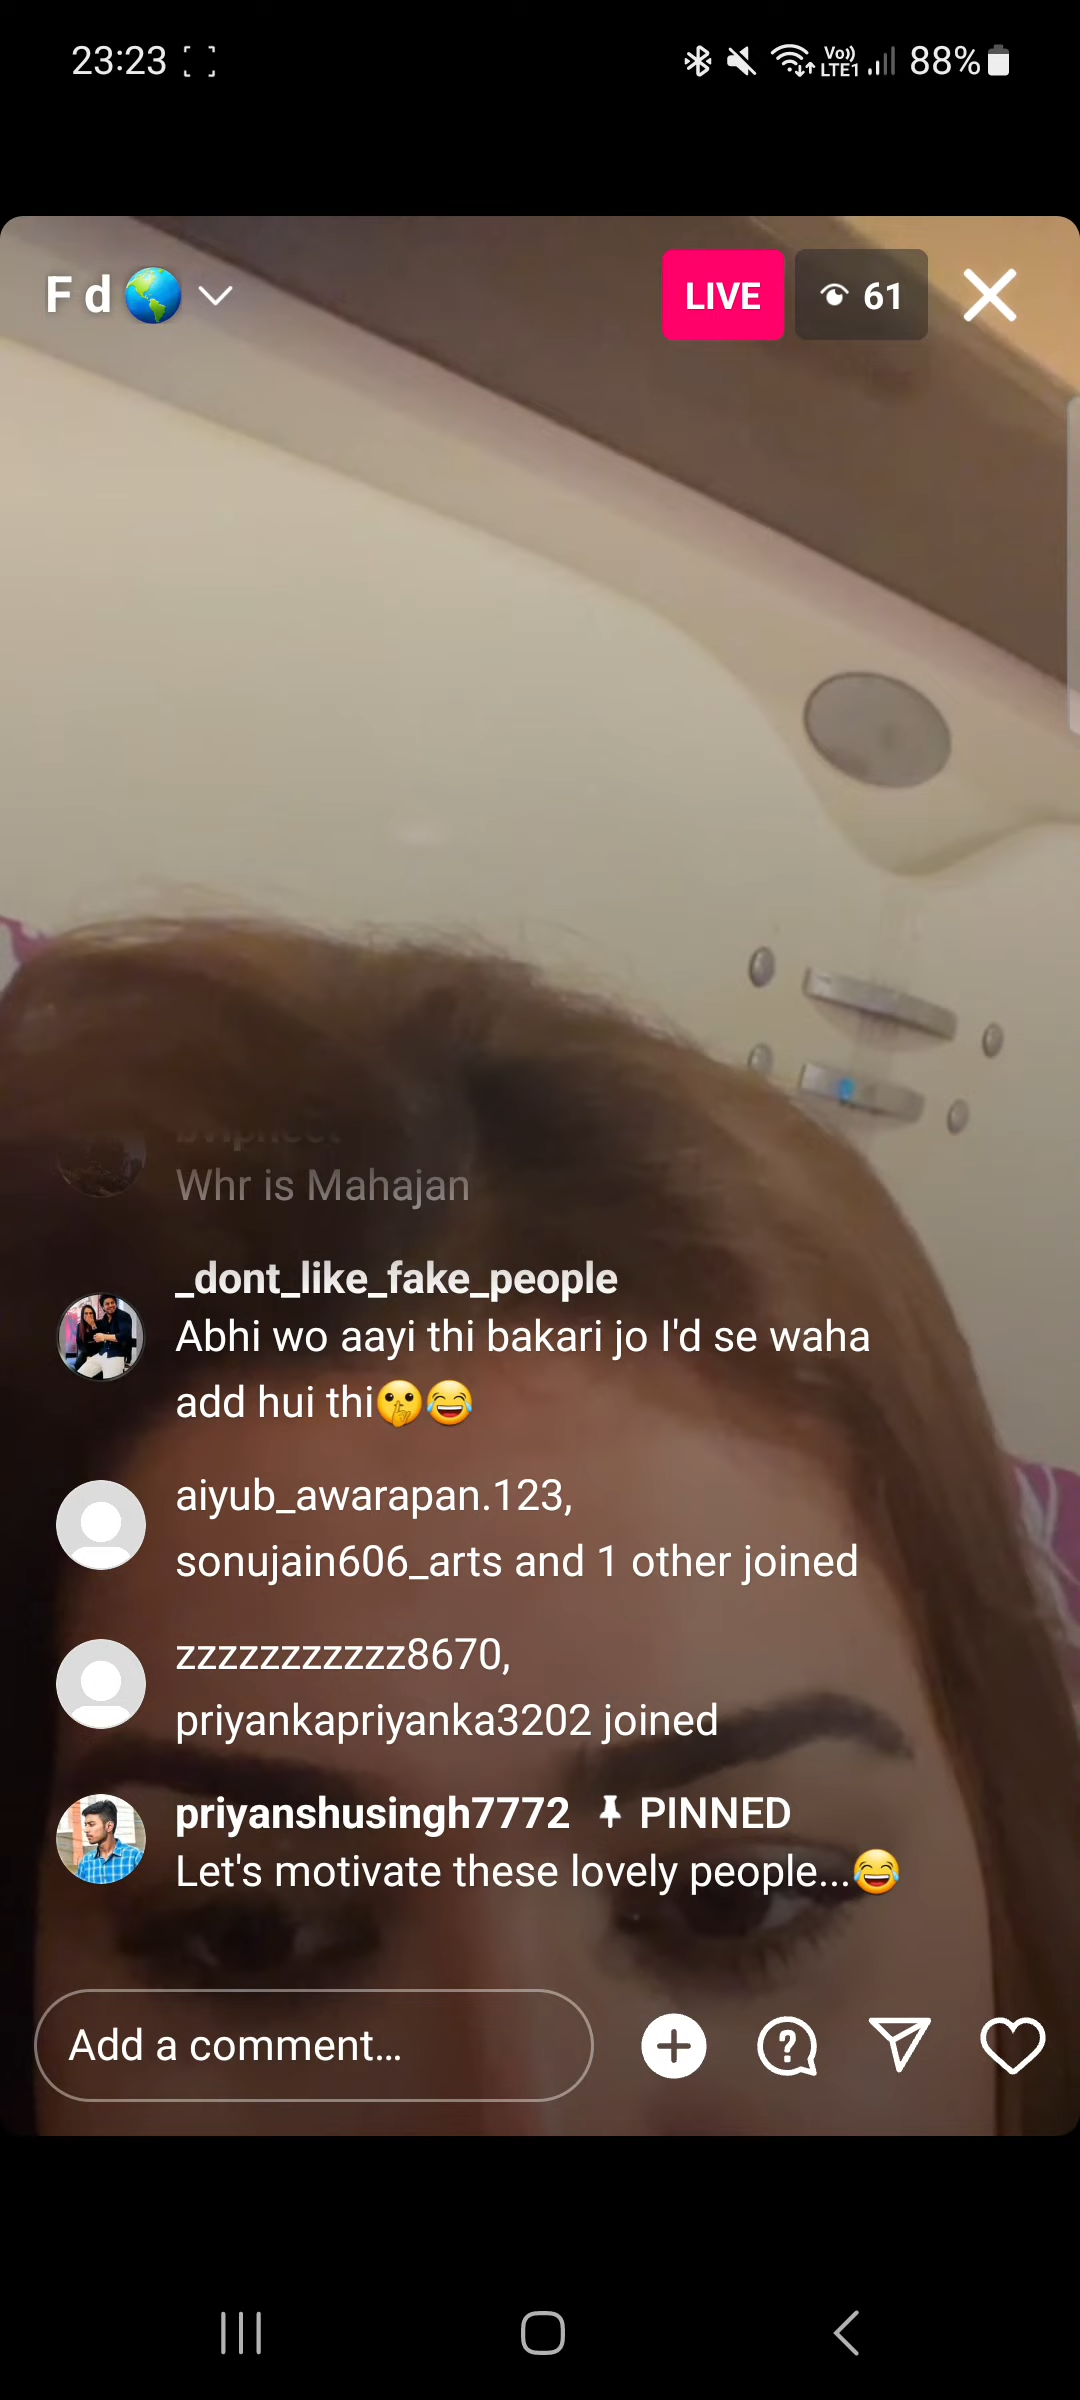 23:23 Vo)) LTE1 88%
F d LIVE 61
Whr is Mahajan
_dont_like_fake_people
Abhi wo aayi thi bakari jo I'd se waha
add hui thi🤫😂
aiyub_awarapan.123,
sonujain606_arts and 1 other joined
zzzzzzzzzzz8670,
priyankapriyanka3202 joined
priyanshusingh7772 PINNED
Let's motivate these lovely people...😂
Add a comment...